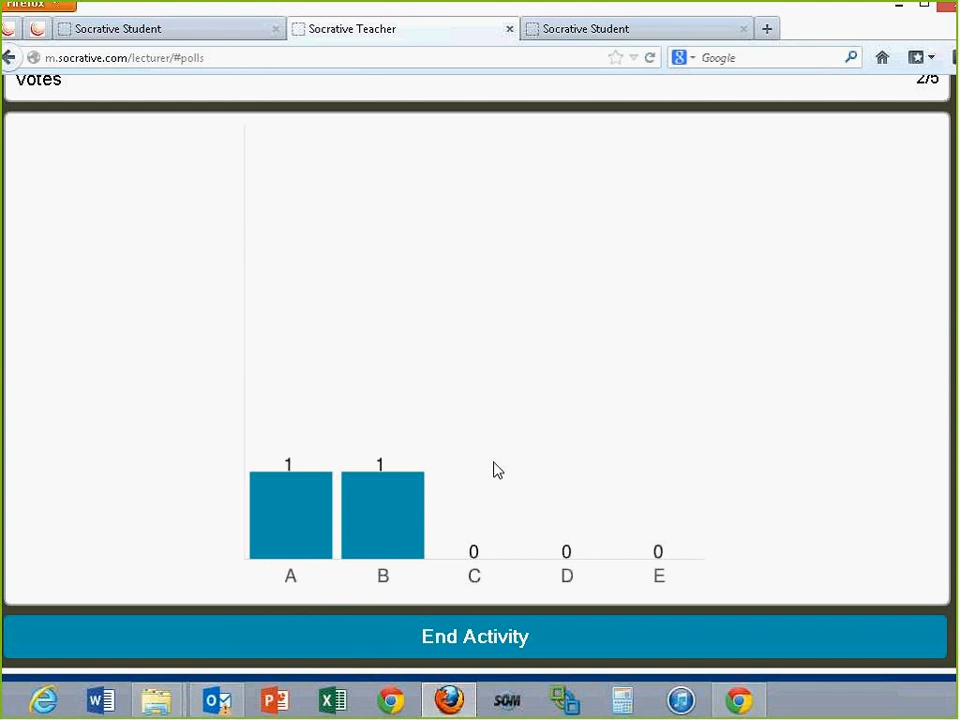 Firefox
Socrative Student
Socrative Teacher
Socrative Student
m.socrative.com/lecturer/#polls
Google
Votes
2/5
1 1 0 0 0
A B C D E
End Activity
SOM